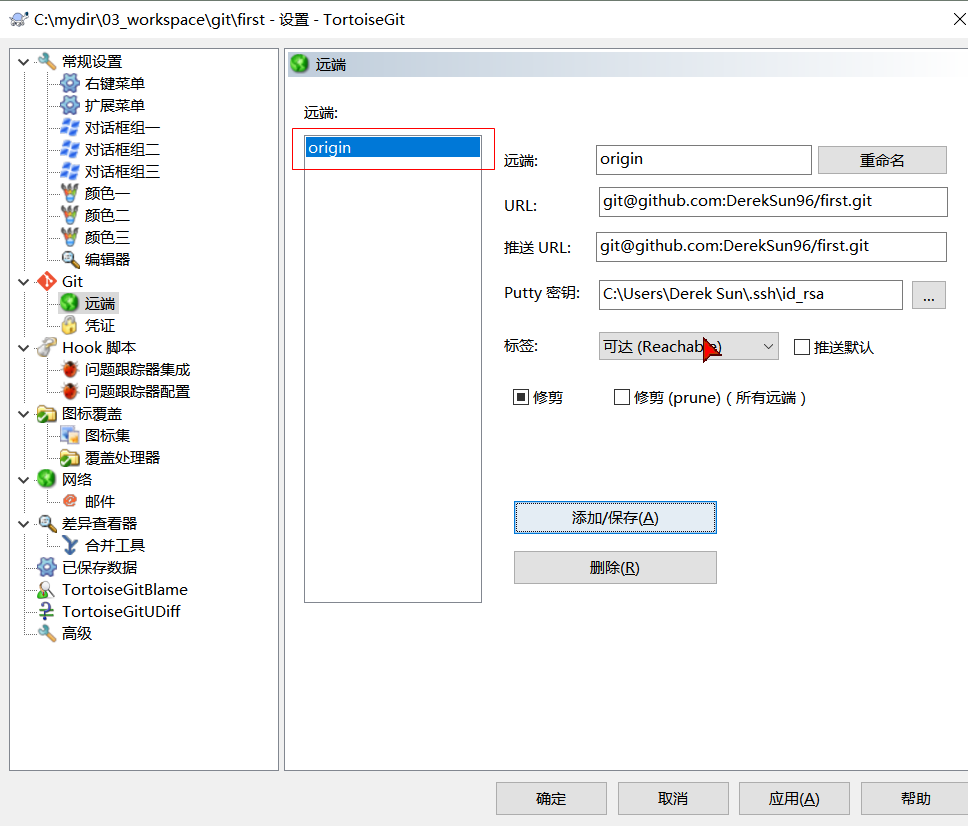 C:\mydir\03_workspace\git\first - 设置 - TortoiseGit
常规设置
右键菜单
扩展菜单
对话框组一
对话框组二
对话框组三
颜色一
颜色二
颜色三
编辑器
Git
远端
凭证
Hook 脚本
问题跟踪器集成
问题跟踪器配置
图标覆盖
图标集
覆盖处理器
网络
邮件
差异查看器
合并工具
已保存数据
TortoiseGitBlame
TortoiseGitUDiff
高级
远端
远端:
origin
远端: origin 重命名
URL: git@github.com:DerekSun96/first.git
推送 URL: git@github.com:DerekSun96/first.git
Putty 密钥: C:\Users\Derek Sun\.ssh\id_rsa ...
标签: 可达 (Reachable) 推送默认
修剪 修剪 (prune) ( 所有远端 )
添加/保存(A)
删除(R)
确定 取消 应用(A) 帮助